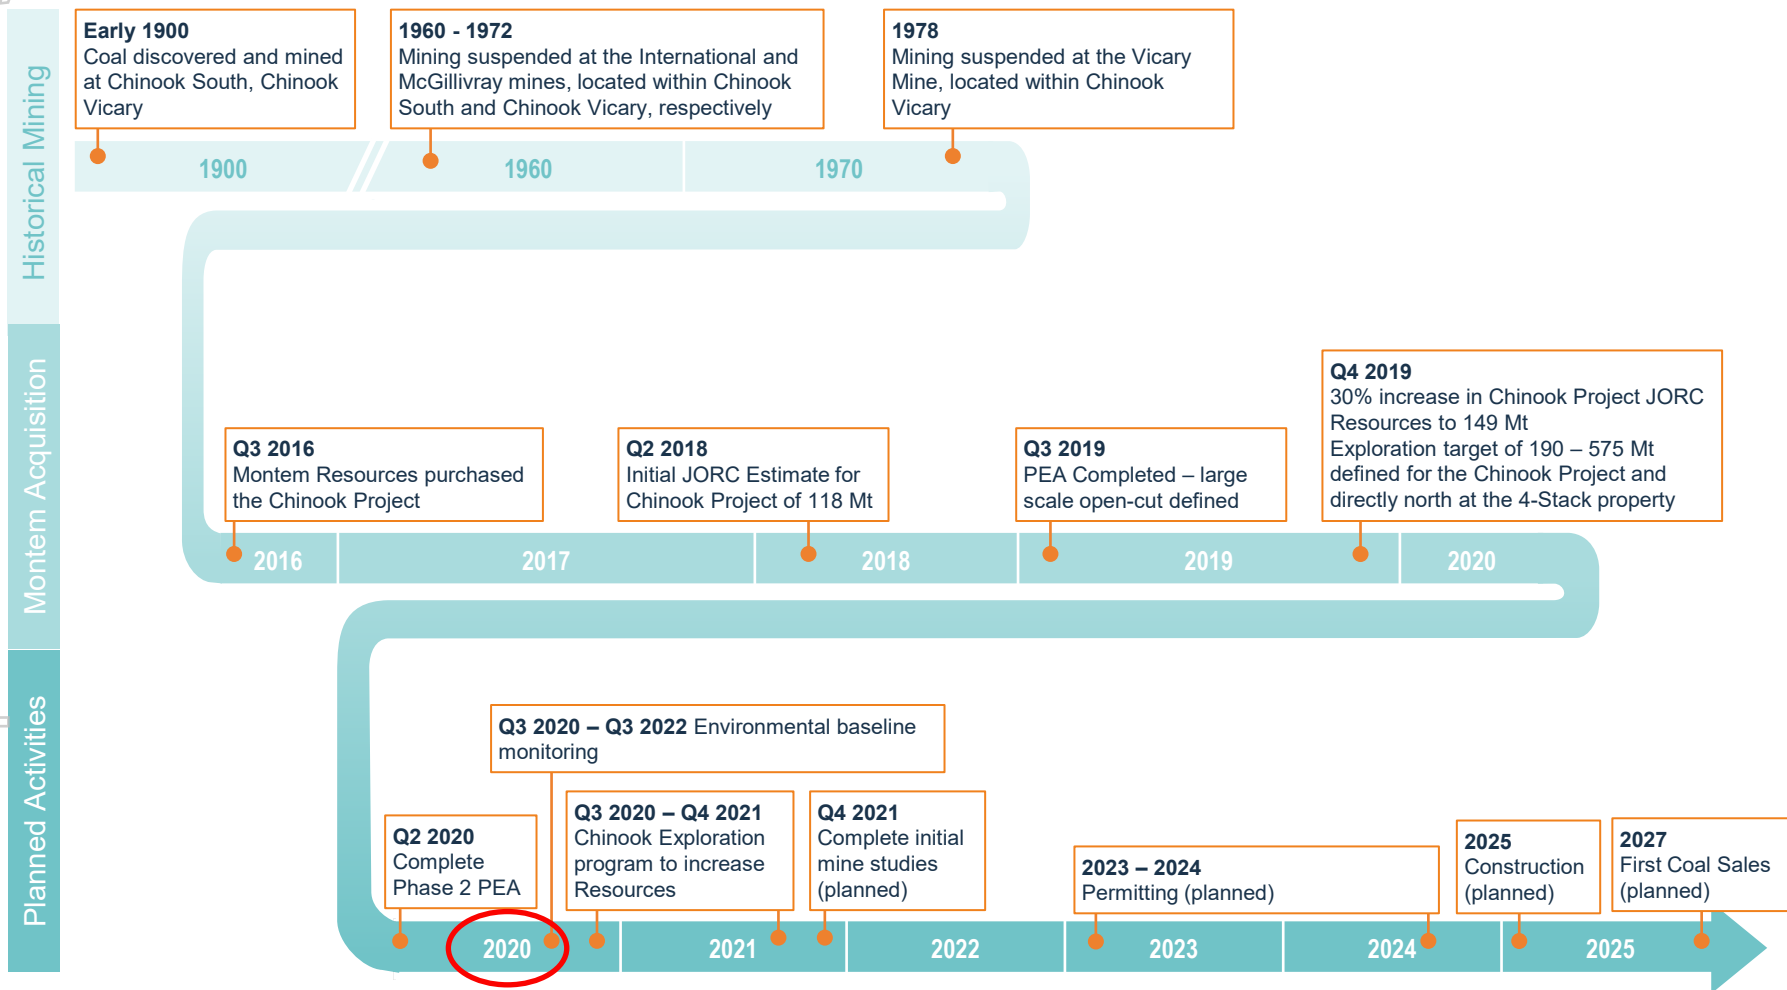 Historical Mining
Early 1900
Coal discovered and mined
at Chinook South, Chinook
Vicary
1960 - 1972
Mining suspended at the International and
McGillivray mines, located within Chinook
South and Chinook Vicary, respectively
1978
Mining suspended at the Vicary
Mine, located within Chinook
Vicary
1900
1960
1970
Montem Acquisition
Q3 2016
Montem Resources purchased
the Chinook Project
Q2 2018
Initial JORC Estimate for
Chinook Project of 118 Mt
Q3 2019
PEA Completed – large
scale open-cut defined
Q4 2019
30% increase in Chinook Project JORC
Resources to 149 Mt
Exploration target of 190 – 575 Mt
defined for the Chinook Project and
directly north at the 4-Stack property
2016
2017
2018
2019
2020
Planned Activities
Q3 2020 – Q3 2022 Environmental baseline
monitoring
Q2 2020
Complete
Phase 2 PEA
Q3 2020 – Q4 2021
Chinook Exploration
program to increase
Resources
Q4 2021
Complete initial
mine studies
(planned)
2023 – 2024
Permitting (planned)
2025
Construction
(planned)
2027
First Coal Sales
(planned)
2020
2021
2022
2023
2024
2025